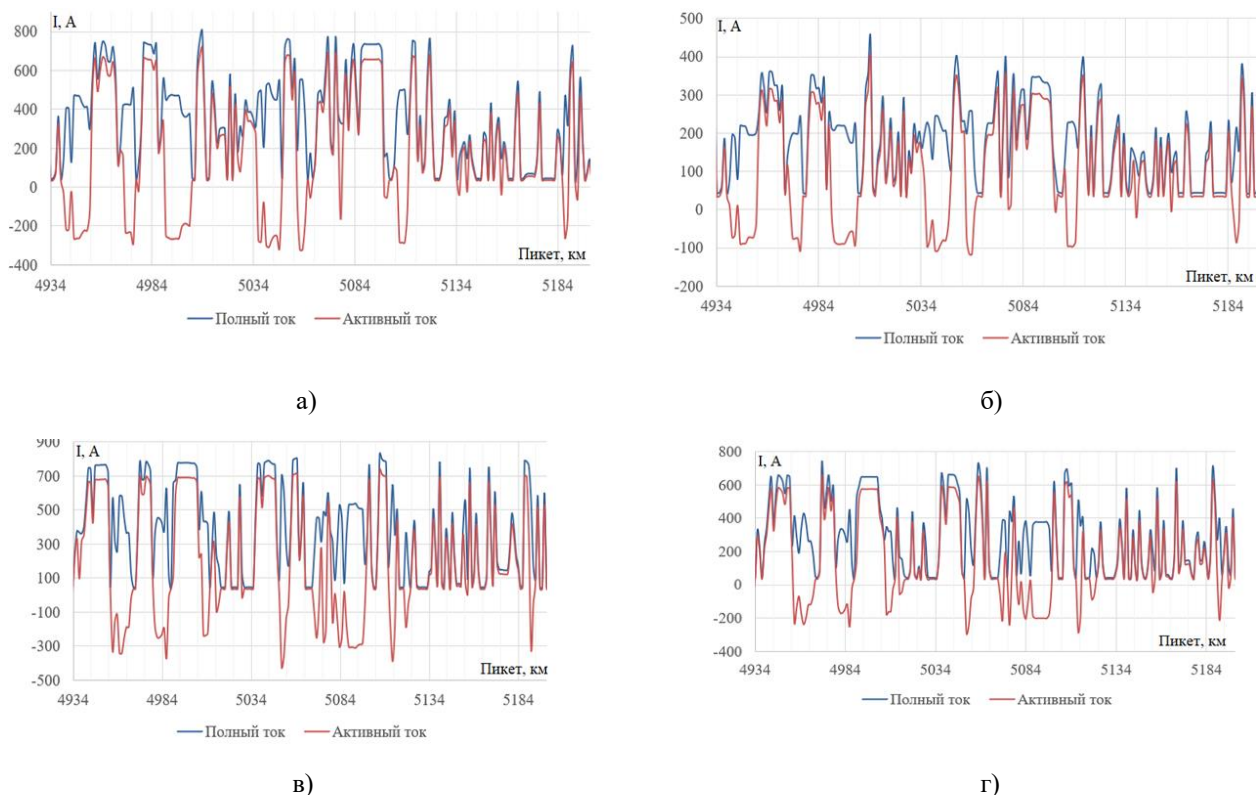 I, А
800
600
400
200
0
-200
-400
Пикет, км
4934 4984 5034 5084 5134 5184
Полный ток Активный ток
а)
I, А
500
400
300
200
100
0
-100
-200
Пикет, км
4934 4984 5034 5084 5134 5184
Полный ток Активный ток
б)
I, А
900
700
500
300
100
-100
-300
-500
Пикет, км
4934 4984 5034 5084 5134 5184
Полный ток Активный ток
в)
I, А
800
600
400
200
0
-200
-400
Пикет, км
4934 4984 5034 5084 5134 5184
Полный ток Активный ток
г)